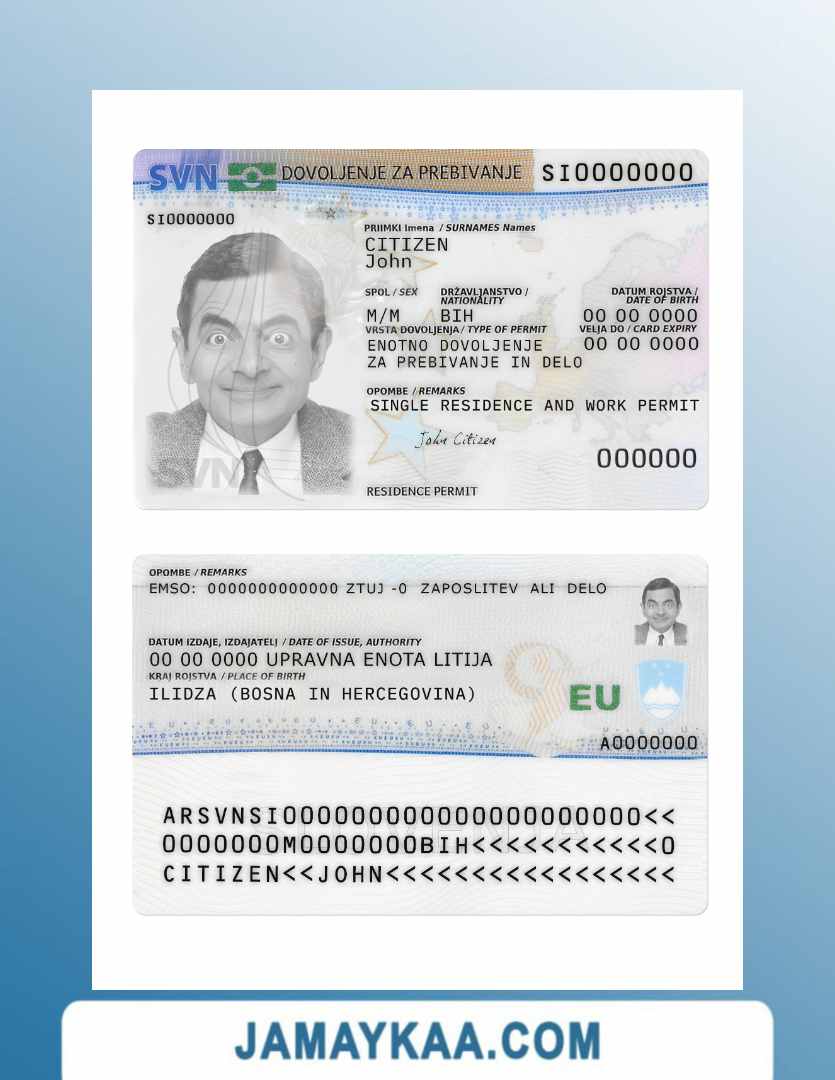 SVN DOVOLJENJE ZA PREBIVANJE SI0000000
SI0000000
PRIIMKI Imena / SURNAMES Names
CITIZEN
John
SPOL / SEX DRŽAVLJANSTVO / NATIONALITY DATUM ROJSTVA / DATE OF BIRTH
M/M BIH 00 00 0000
VRSTA DOVOLJENJA / TYPE OF PERMIT VELJA DO / CARD EXPIRY
ENOTNO DOVOLJENJE 00 00 0000
ZA PREBIVANJE IN DELO
OPOMBE / REMARKS
SINGLE RESIDENCE AND WORK PERMIT
John Citizen
000000
SVN
RESIDENCE PERMIT
OPOMBE / REMARKS
EMSO: 0000000000000 ZTUJ -0 ZAPOSLITEV ALI DELO
DATUM IZDAJE, IZDAJATELJ / DATE OF ISSUE, AUTHORITY
00 00 0000 UPRAVNA ENOTA LITIJA
KRAJ ROJSTVA / PLACE OF BIRTH
ILIDZA (BOSNA IN HERCEGOVINA)
EU
A0000000
SLOVENIJA
ARSVNSI000000000000000000000<<
0000000M0000000BIH<<<<<<<<<<<0
CITIZEN<<JOHN<<<<<<<<<<<<<<<<<
JAMAYKAA.COM